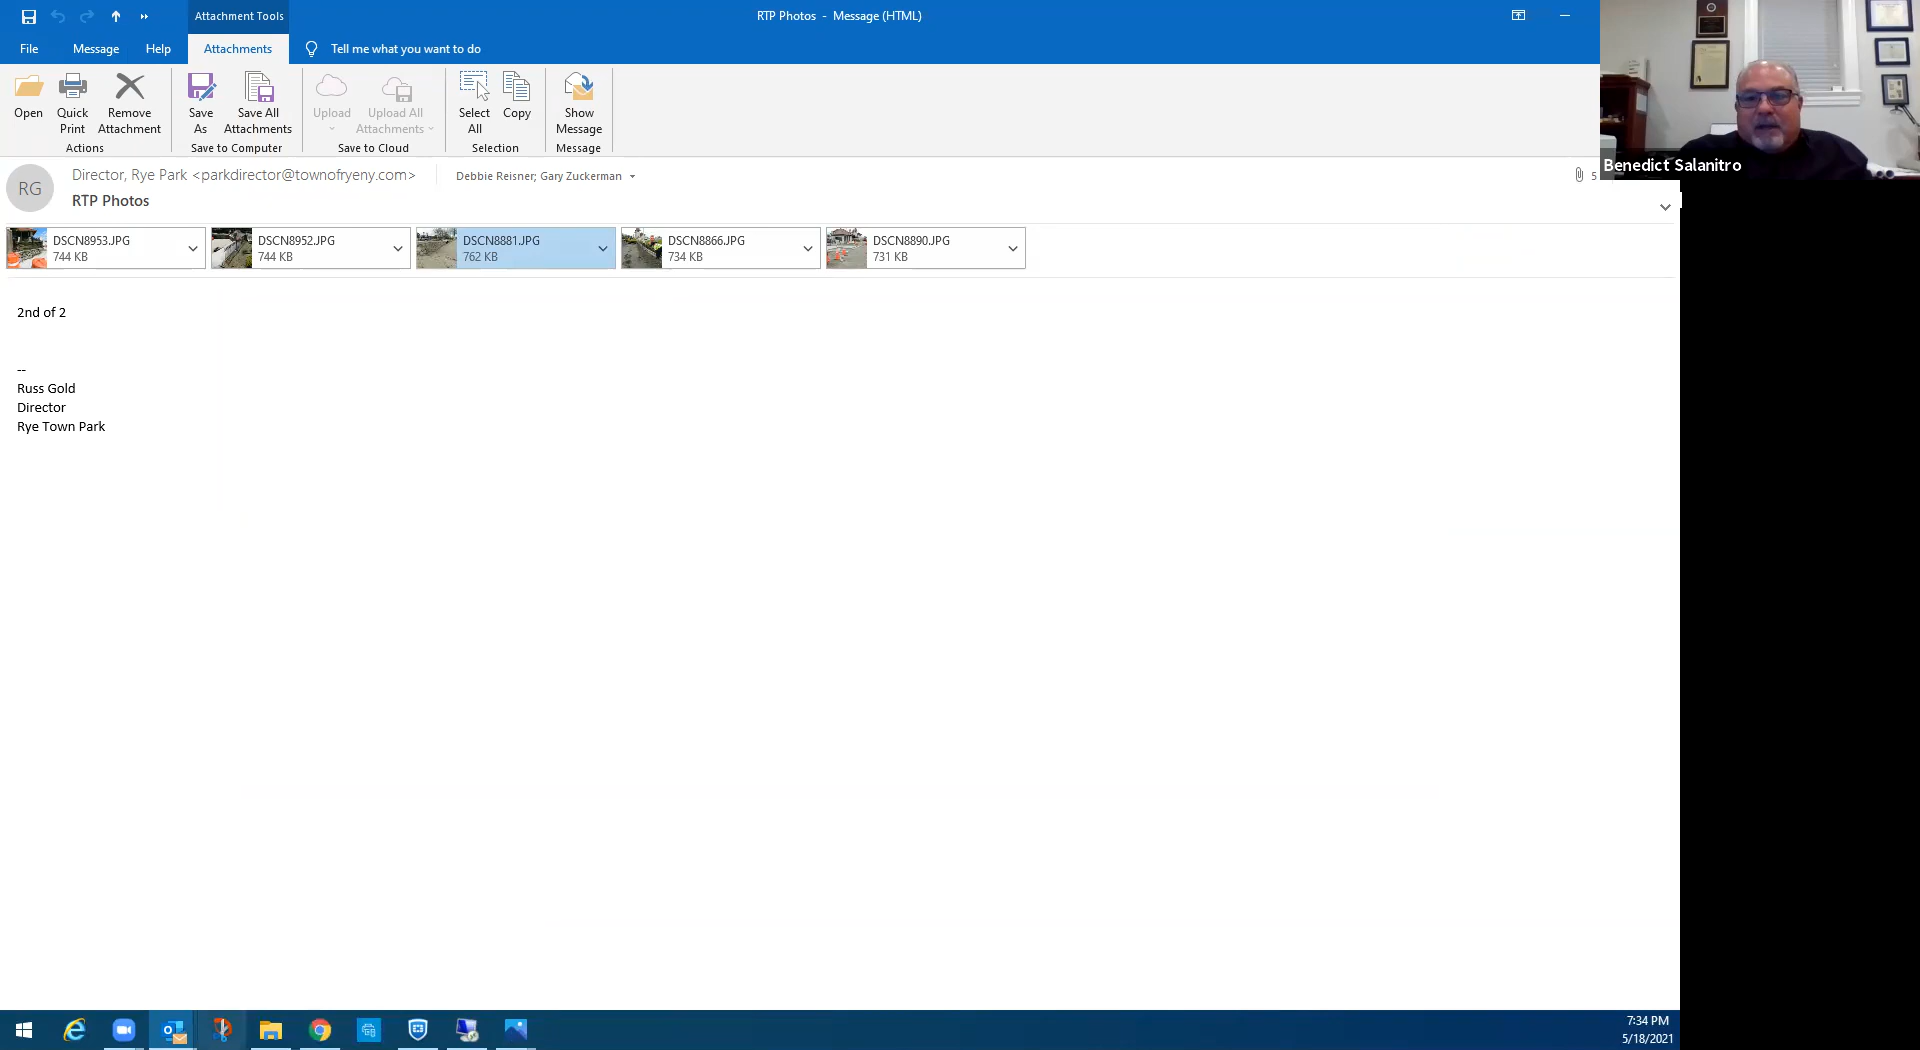 Attachment Tools
RTP Photos - Message (HTML)
File Message Help Attachments Tell me what you want to do
Open
Quick Print
Remove Attachment
Actions
Save As
Save All Attachments
Save to Computer
Upload
Upload All Attachments
Save to Cloud
Select All
Copy
Selection
Show Message
Message
Benedict Salanitro
RG
Director, Rye Park <parkdirector@townofryeny.com>
Debbie Reisner; Gary Zuckerman
5
RTP Photos
DSCN8953.JPG
744 KB
DSCN8952.JPG
744 KB
DSCN8881.JPG
762 KB
DSCN8866.JPG
734 KB
DSCN8890.JPG
731 KB
2nd of 2
--
Russ Gold
Director
Rye Town Park
7:34 PM
5/18/2021